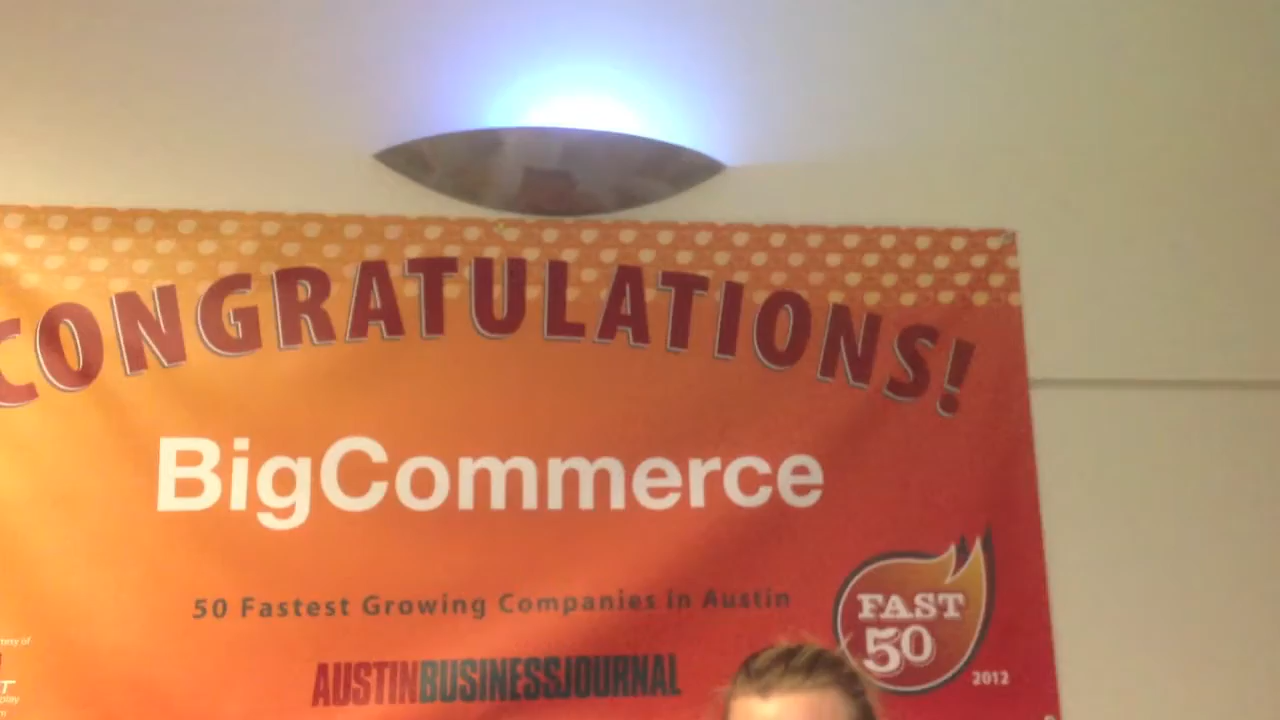 CONGRATULATIONS!
BigCommerce
50 Fastest Growing Companies in Austin
FAST
50
2012
AUSTINBUSINESSJOURNAL